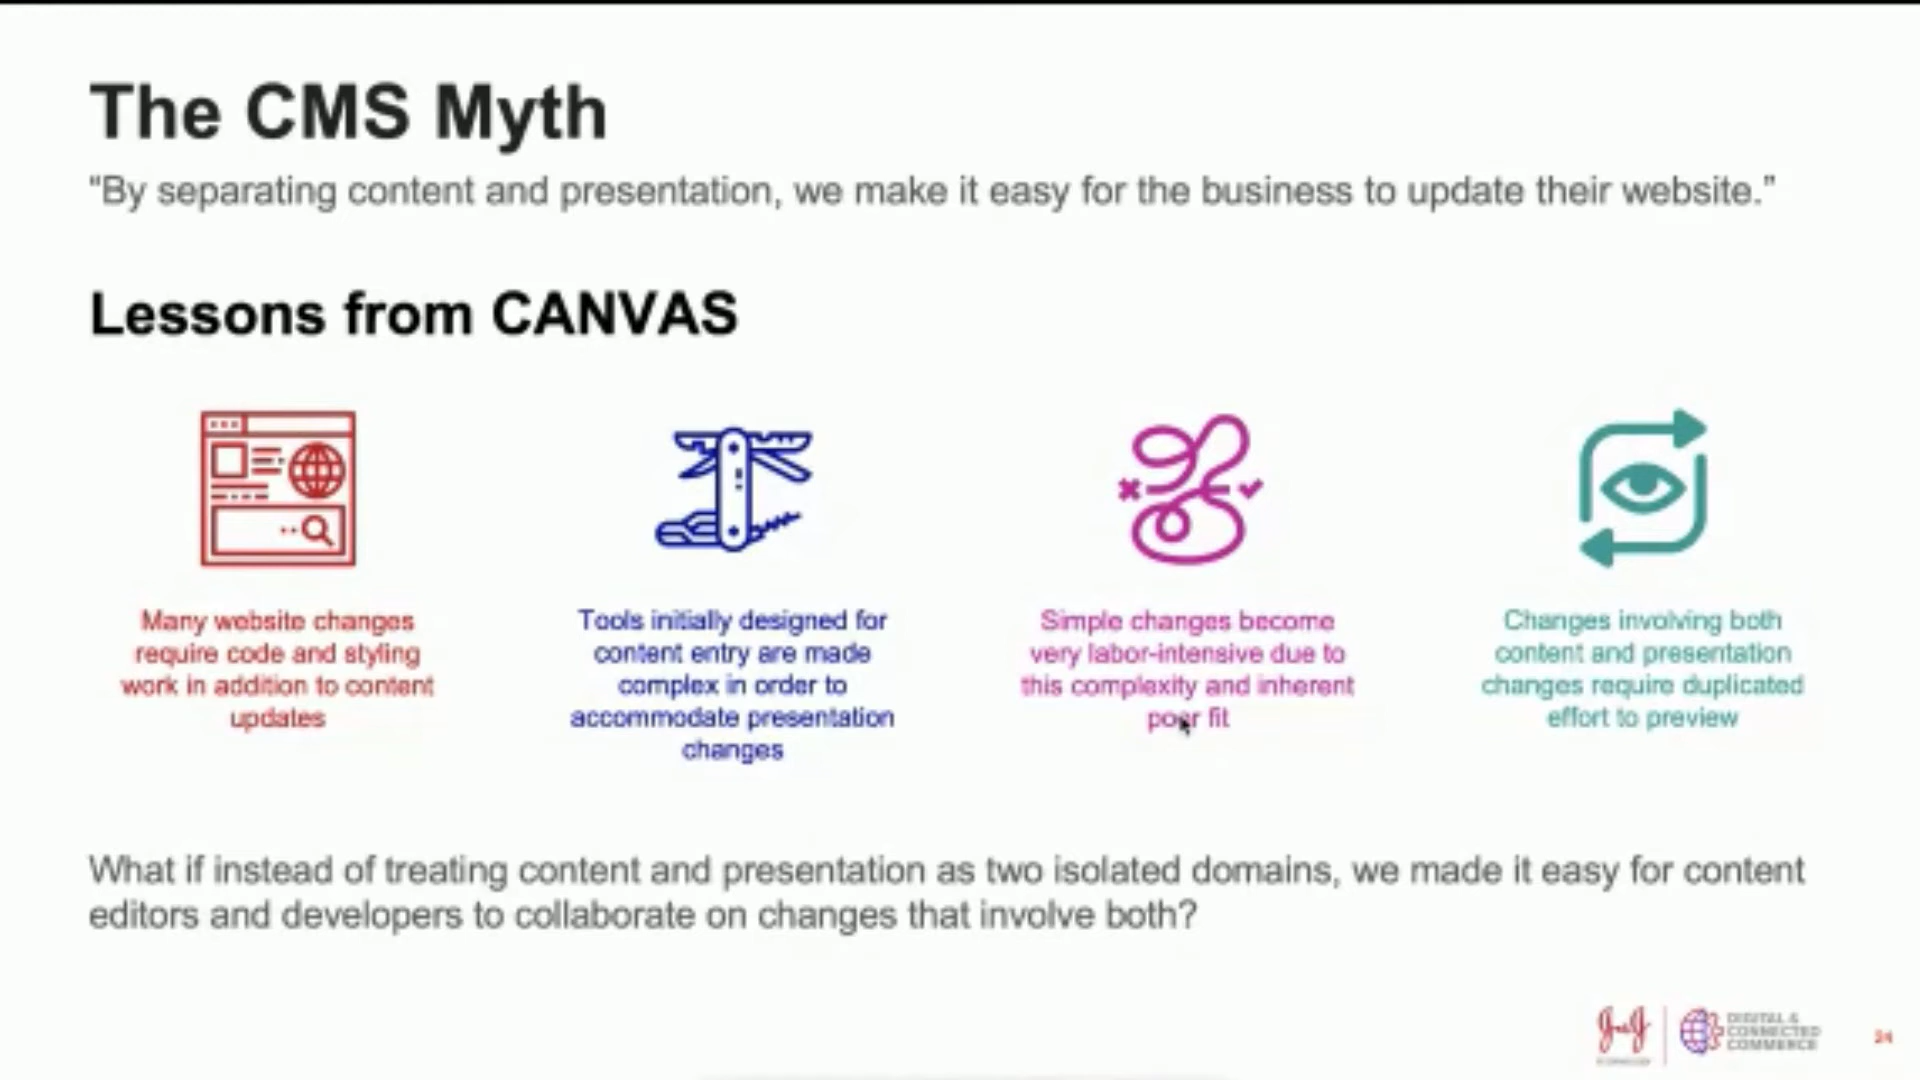 The CMS Myth
"By separating content and presentation, we make it easy for the business to update their website."
Lessons from CANVAS
Many website changes
require code and styling
work in addition to content
updates
Tools initially designed for
content entry are made
complex in order to
accommodate presentation
changes
Simple changes become
very labor-intensive due to
this complexity and inherent
poor fit
Changes involving both
content and presentation
changes require duplicated
effort to preview
What if instead of treating content and presentation as two isolated domains, we made it easy for content
editors and developers to collaborate on changes that involve both?
J&J
DIGITAL &
CONNECTED
COMMERCE
24